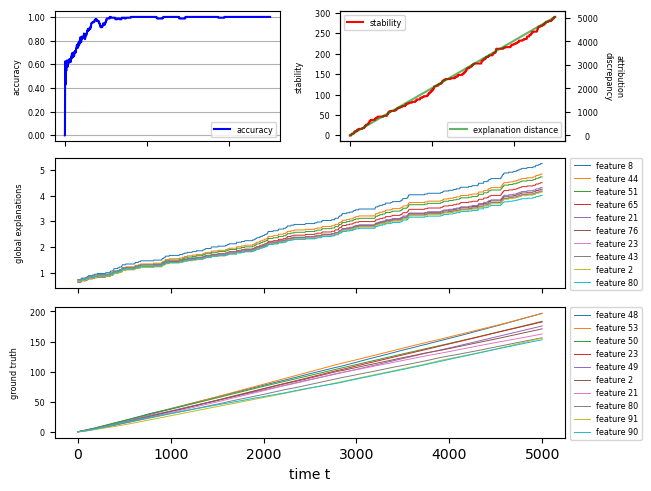 1.00
0.80
0.60
0.40
0.20
0.00
accuracy
accuracy
300
250
200
150
100
50
0
stability
stability
explanation distance
5000
4000
3000
2000
1000
0
attribution
discrepancy
5
4
3
2
1
global explanations
feature 8
feature 44
feature 51
feature 65
feature 21
feature 76
feature 23
feature 43
feature 2
feature 80
200
150
100
50
0
ground truth
feature 48
feature 53
feature 50
feature 23
feature 49
feature 2
feature 21
feature 80
feature 91
feature 90
0
1000
2000
3000
4000
5000
time t